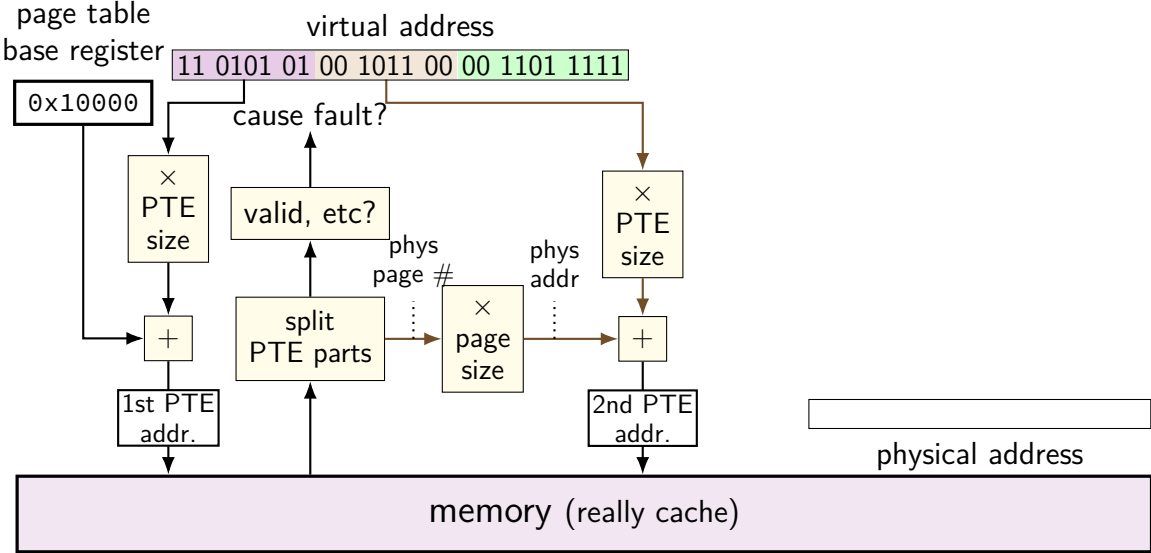 page table
base register
virtual address
11 0101 01 00 1011 00 00 1101 1111
0x10000
cause fault?
×
PTE
size
valid, etc?
×
PTE
size
phys
page #
phys
addr
split
PTE parts
×
page
size
+
+
1st PTE
addr.
2nd PTE
addr.
physical address
memory (really cache)